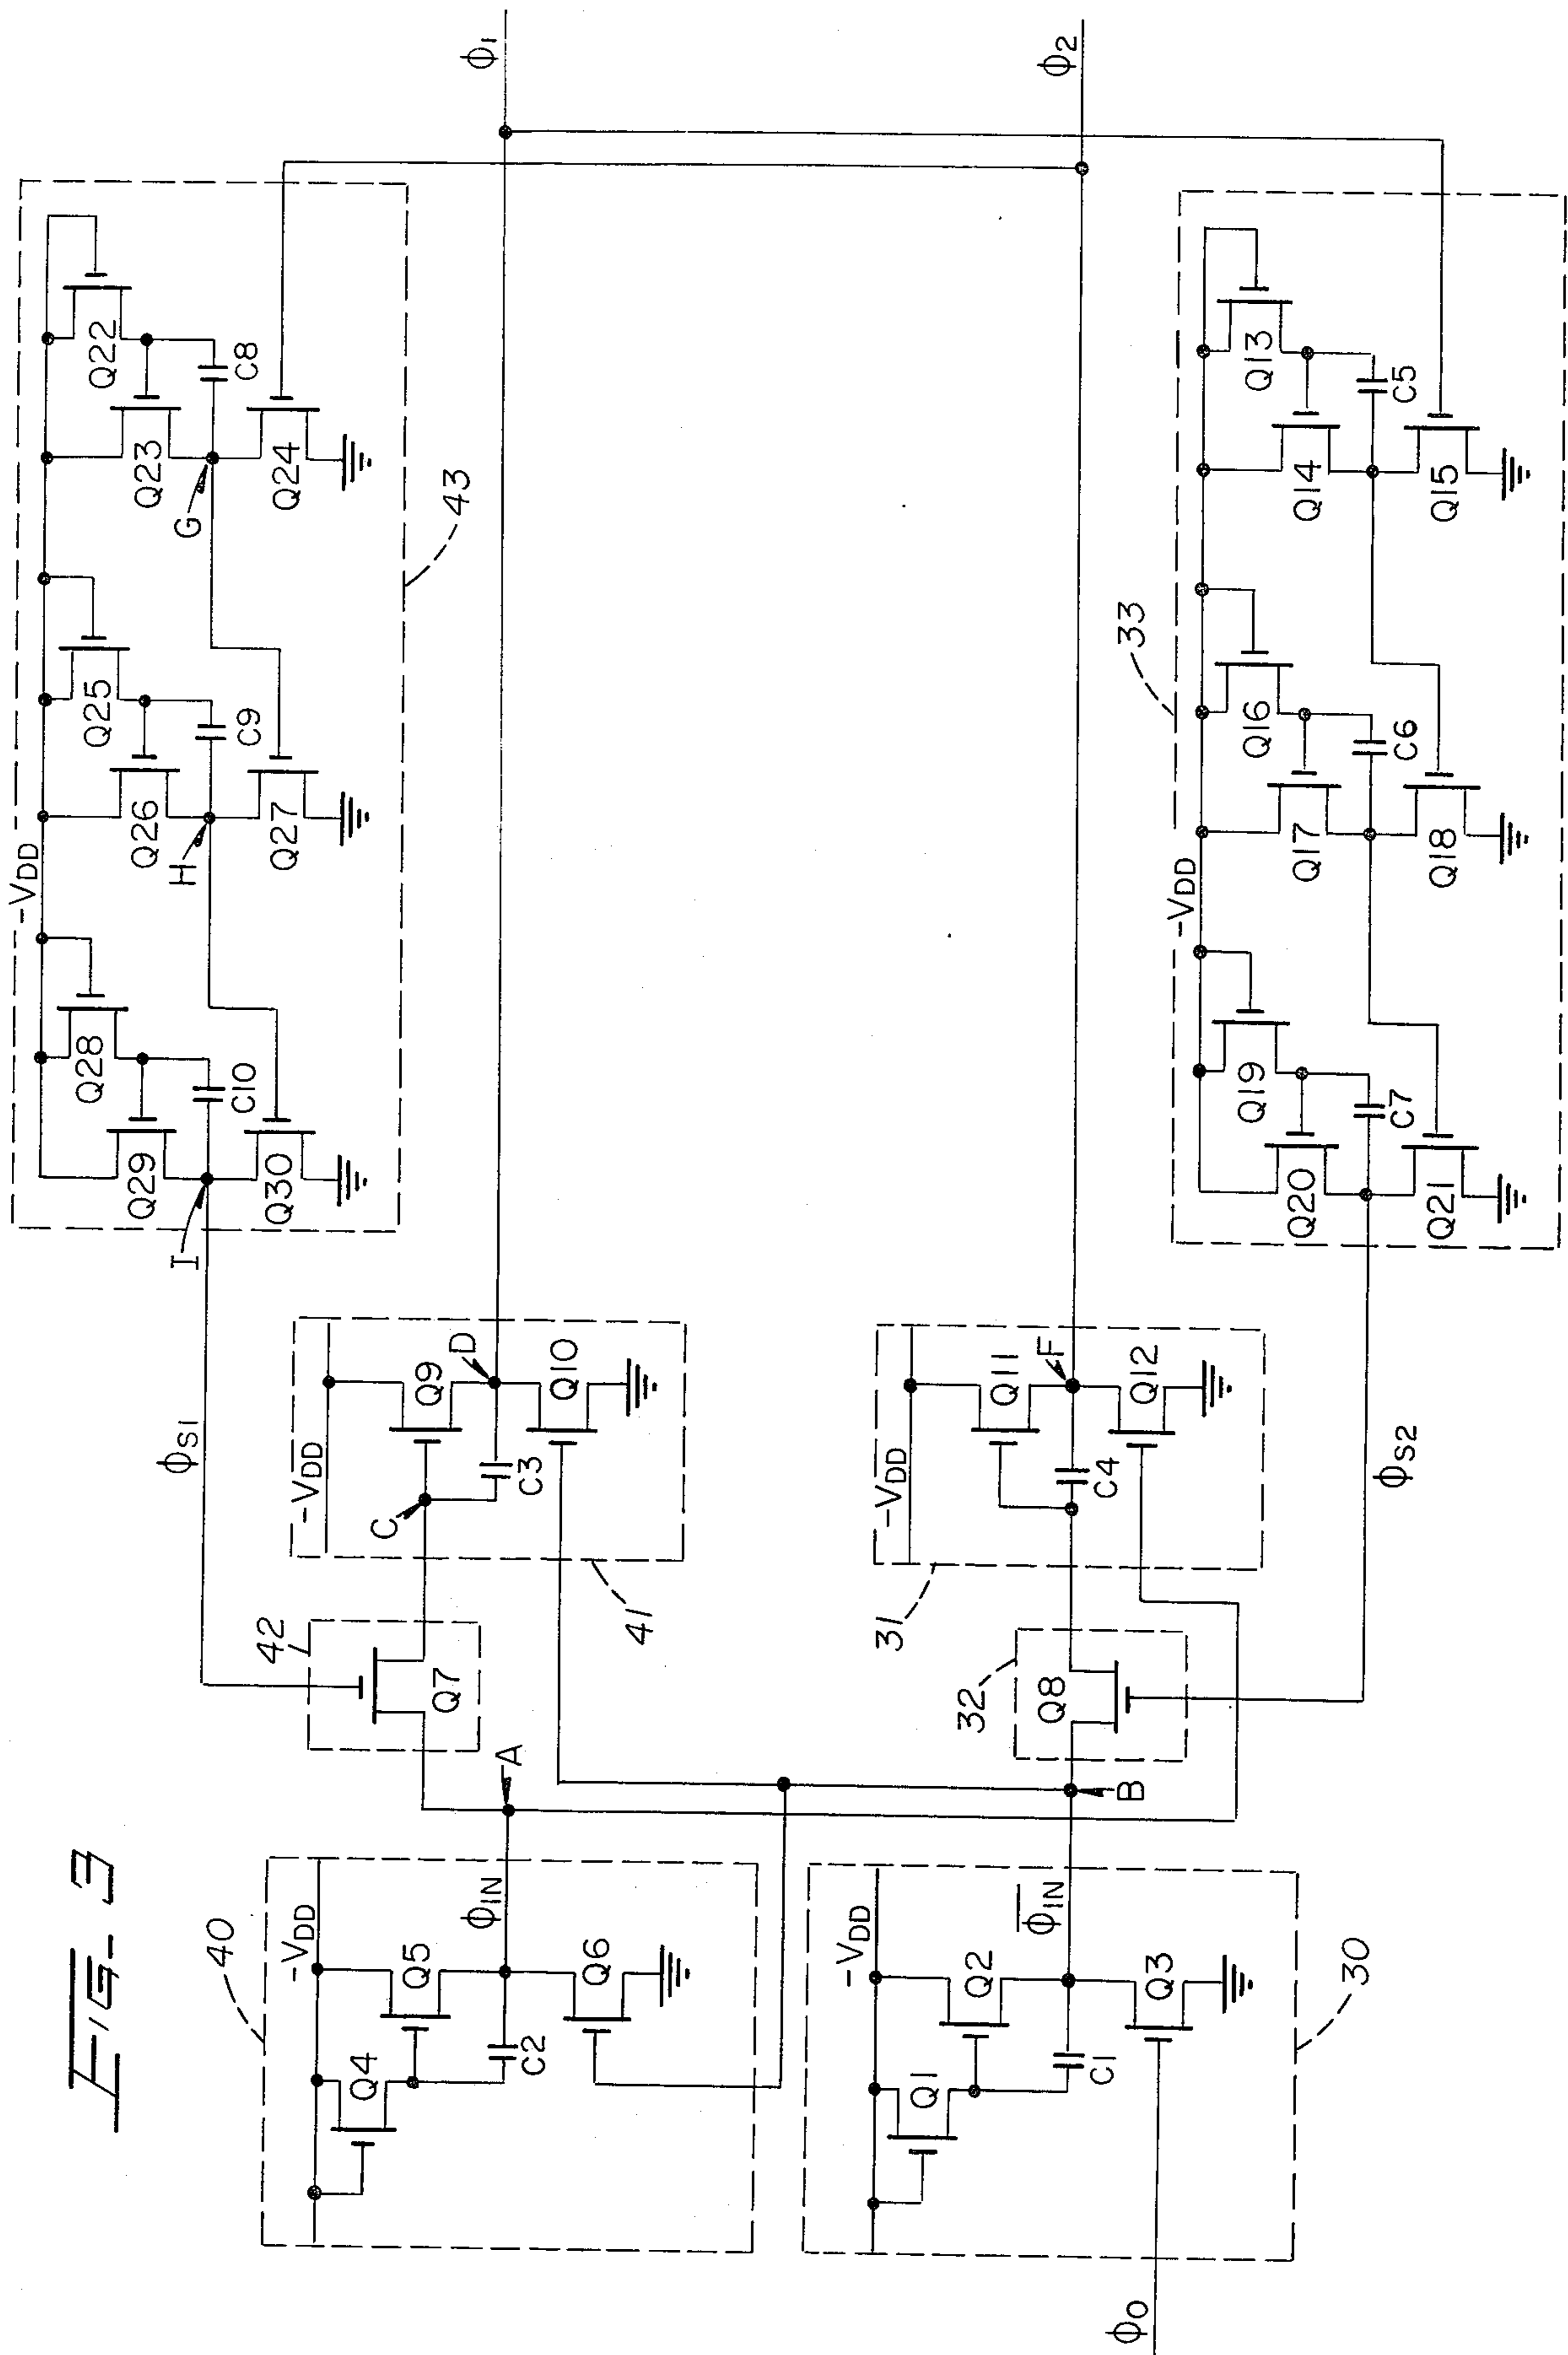 FIG. 3
ϕ1
ϕ2
-VDD
Q22
Q23
C8
Q24
G
Q25
Q26
C9
Q27
H
Q28
Q29
C10
Q30
I
43
-VDD
Q13
Q14
C5
Q15
Q16
Q17
C6
Q18
Q19
Q20
C7
Q21
33
ϕS1
ϕS2
-VDD
Q9
D
Q10
C3
C
41
-VDD
Q11
F
Q12
C4
31
42
Q7
32
Q8
A
B
40
-VDD
Q4
Q5
C2
Q6
ϕIN
-VDD
Q1
Q2
C1
Q3
ϕ̅IN
30
ϕ0